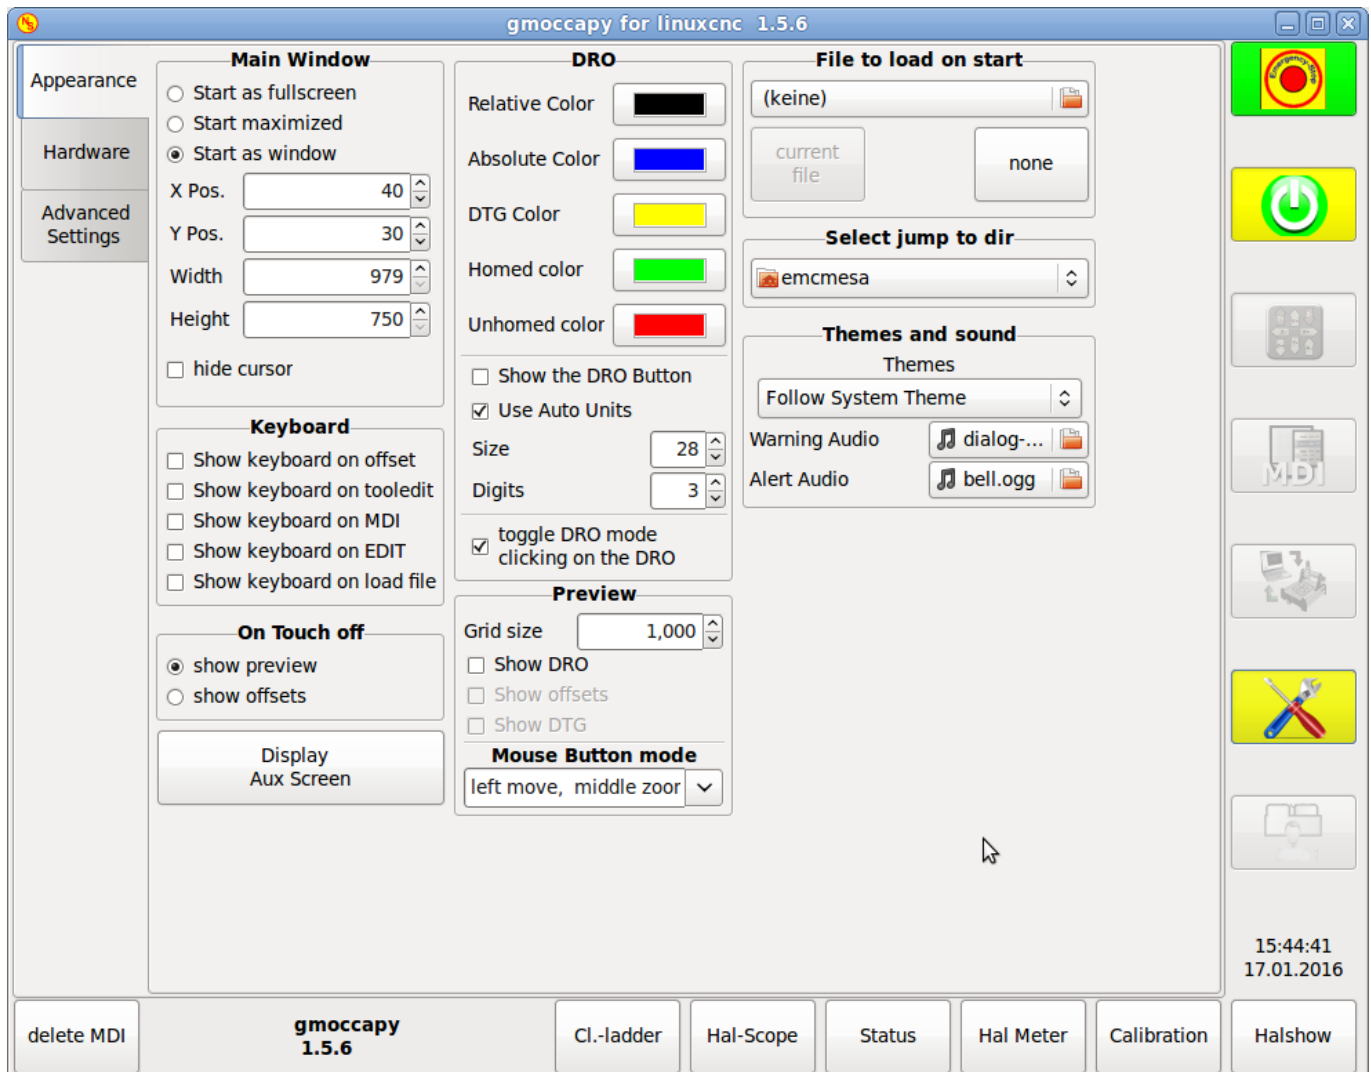 gmoccapy for linuxcnc 1.5.6
Appearance
Hardware
Advanced
Settings
Main Window
Start as fullscreen
Start maximized
Start as window
X Pos. 40
Y Pos. 30
Width 979
Height 750
hide cursor
Keyboard
Show keyboard on offset
Show keyboard on tooledit
Show keyboard on MDI
Show keyboard on EDIT
Show keyboard on load file
On Touch off
show preview
show offsets
Display
Aux Screen
DRO
Relative Color
Absolute Color
DTG Color
Homed color
Unhomed color
Show the DRO Button
Use Auto Units
Size 28
Digits 3
toggle DRO mode
clicking on the DRO
Preview
Grid size 1,000
Show DRO
Show offsets
Show DTG
Mouse Button mode
left move, middle zoor
File to load on start
(keine)
current
file
none
Select jump to dir
emcmesa
Themes and sound
Themes
Follow System Theme
Warning Audio dialog-...
Alert Audio bell.ogg
Emergency-Stop
MDI
15:44:41
17.01.2016
delete MDI
gmoccapy
1.5.6
Cl.-ladder
Hal-Scope
Status
Hal Meter
Calibration
Halshow